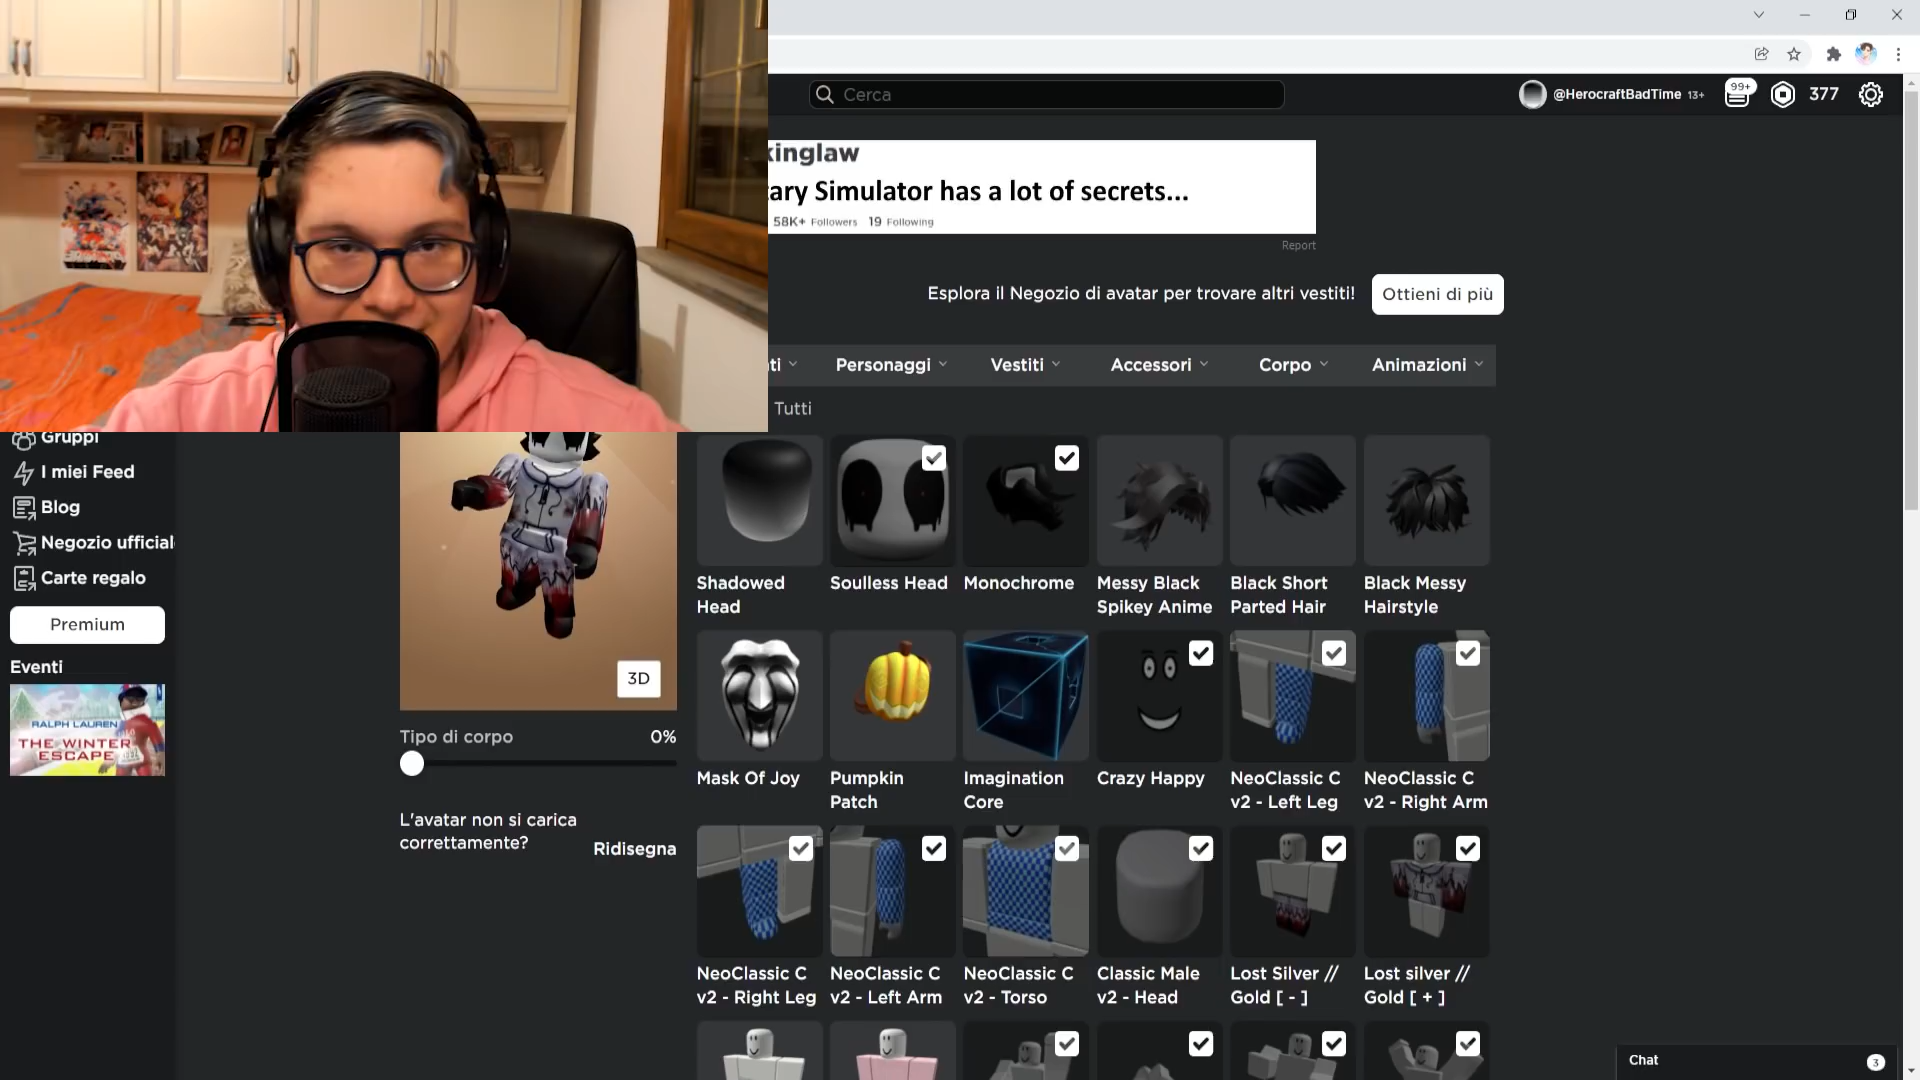 Cerca
@HerocraftBadTime 13+
99+
377
kinglaw
tary Simulator has a lot of secrets...
58K+ Followers 19 Following
Report
Esplora il Negozio di avatar per trovare altri vestiti!
Ottieni di più
ti
Personaggi
Vestiti
Accessori
Corpo
Animazioni
Tutti
Gruppi
I miei Feed
Blog
Negozio ufficial
Carte regalo
Premium
Eventi
RALPH LAUREN
THE WINTER
ESCAPE
3D
Tipo di corpo
0%
L'avatar non si carica
correttamente?
Ridisegna
Shadowed
Head
Soulless Head
Monochrome
Messy Black
Spikey Anime
Black Short
Parted Hair
Black Messy
Hairstyle
Mask Of Joy
Pumpkin
Patch
Imagination
Core
Crazy Happy
NeoClassic C
v2 - Left Leg
NeoClassic C
v2 - Right Arm
NeoClassic C
v2 - Right Leg
NeoClassic C
v2 - Left Arm
NeoClassic C
v2 - Torso
Classic Male
v2 - Head
Lost Silver //
Gold [ - ]
Lost silver //
Gold [ + ]
Chat
3